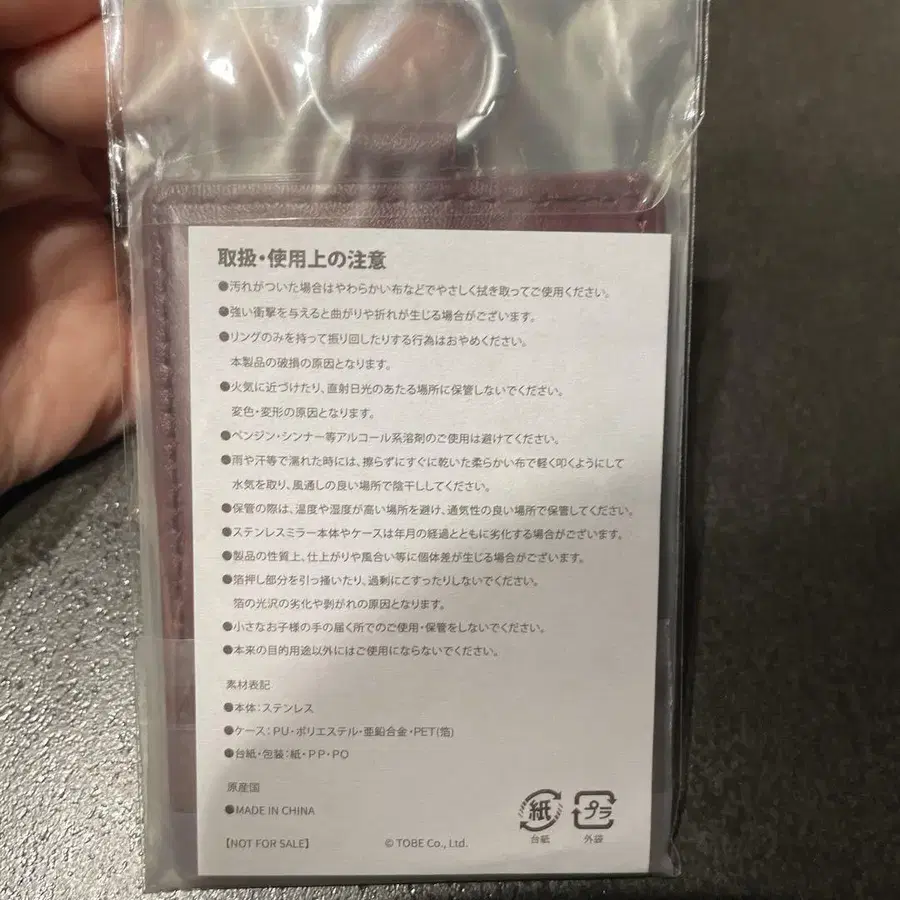 取扱・使用上の注意
●汚れがついた場合はやわらかい布などでやさしく拭き取ってご使用ください。
●強い衝撃を与えると曲がりや折れが生じる場合がございます。
●リングのみを持って振り回したりする行為はおやめください。
本製品の破損の原因となります。
●火気に近づけたり、直射日光のあたる場所に保管しないでください。
変色・変形の原因となります。
●ベンジン・シンナー等アルコール系溶剤のご使用は避けてください。
●雨や汗等で濡れた時には、擦らずにすぐに乾いた柔らかい布で軽く叩くようにして
水気を取り、風通しの良い場所で陰干ししてください。
●保管の際は、温度や湿度が高い場所を避け、通気性の良い場所で保管してください。
●ステンレスミラー本体やケースは年月の経過とともに劣化する場合がございます。
●製品の性質上、仕上がりや風合い等に個体差が生じる場合がございます。
●箔押し部分を引っ掻いたり、過剰にこすったりしないでください。
箔の光沢の劣化や剥がれの原因となります。
●小さなお子様の手の届く所でのご使用・保管をしないでください。
●本来の目的用途以外にはご使用にならないでください。
素材表記
●本体：ステンレス
●ケース：PU・ポリエステル・亜鉛合金・PET(箔)
●台紙・包装：紙・PP・PO
原産国
●MADE IN CHINA
【NOT FOR SALE】 © TOBE Co., Ltd.
紙 プラ
台紙 外袋